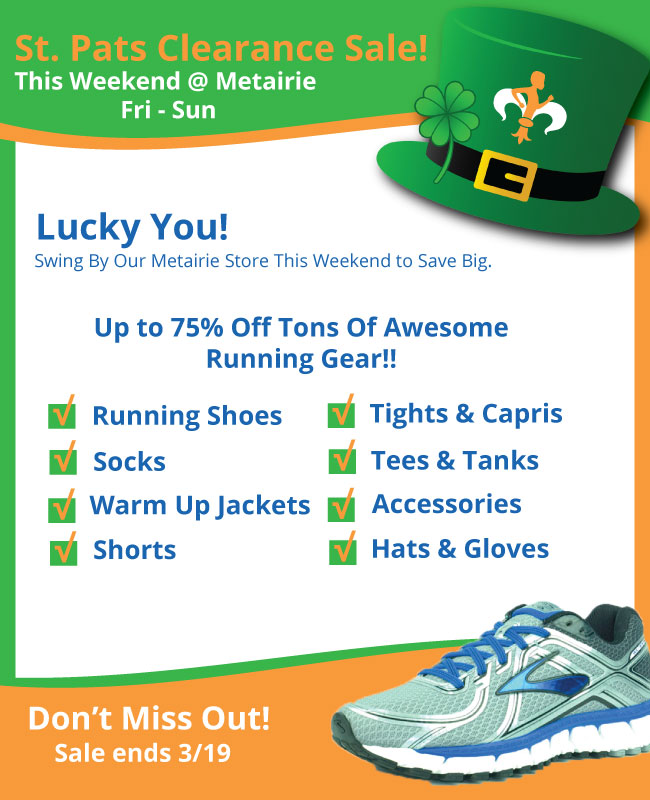 St. Pats Clearance Sale!
This Weekend @ Metairie
Fri - Sun
Lucky You!
Swing By Our Metairie Store This Weekend to Save Big.
Up to 75% Off Tons Of Awesome
Running Gear!!
Running Shoes
Socks
Warm Up Jackets
Shorts
Tights & Capris
Tees & Tanks
Accessories
Hats & Gloves
Don't Miss Out!
Sale ends 3/19